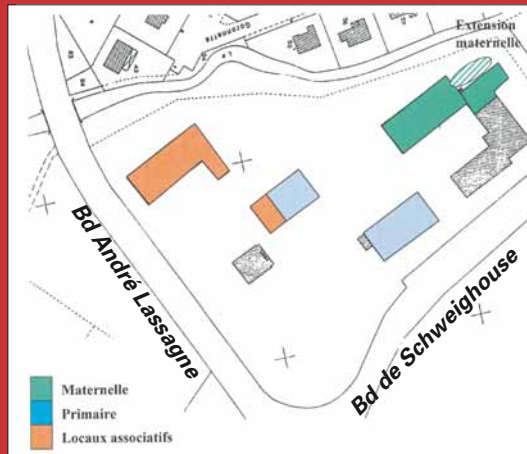 Extension
maternelle
Bd André Lassagne
Bd de Schweighouse
Maternelle
Primaire
Locaux associatifs